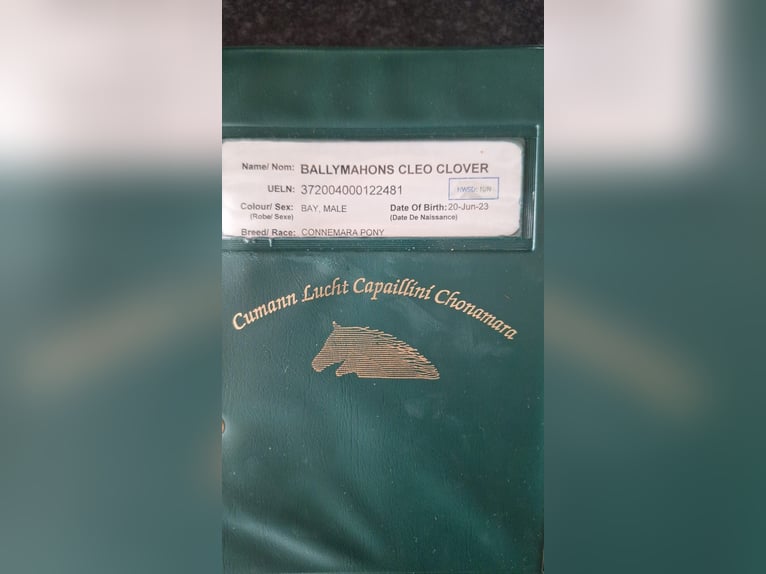 Name/ Nom: BALLYMAHONS CLEO CLOVER
UELN: 372004000122481
HWSD: N/N
Colour/ Sex: BAY, MALE Date Of Birth: 20-Jun-23
(Robe/ Sexe) (Date De Naissance)
Breed/ Race: CONNEMARA PONY
Cumann Lucht Capaillíní Chonamara